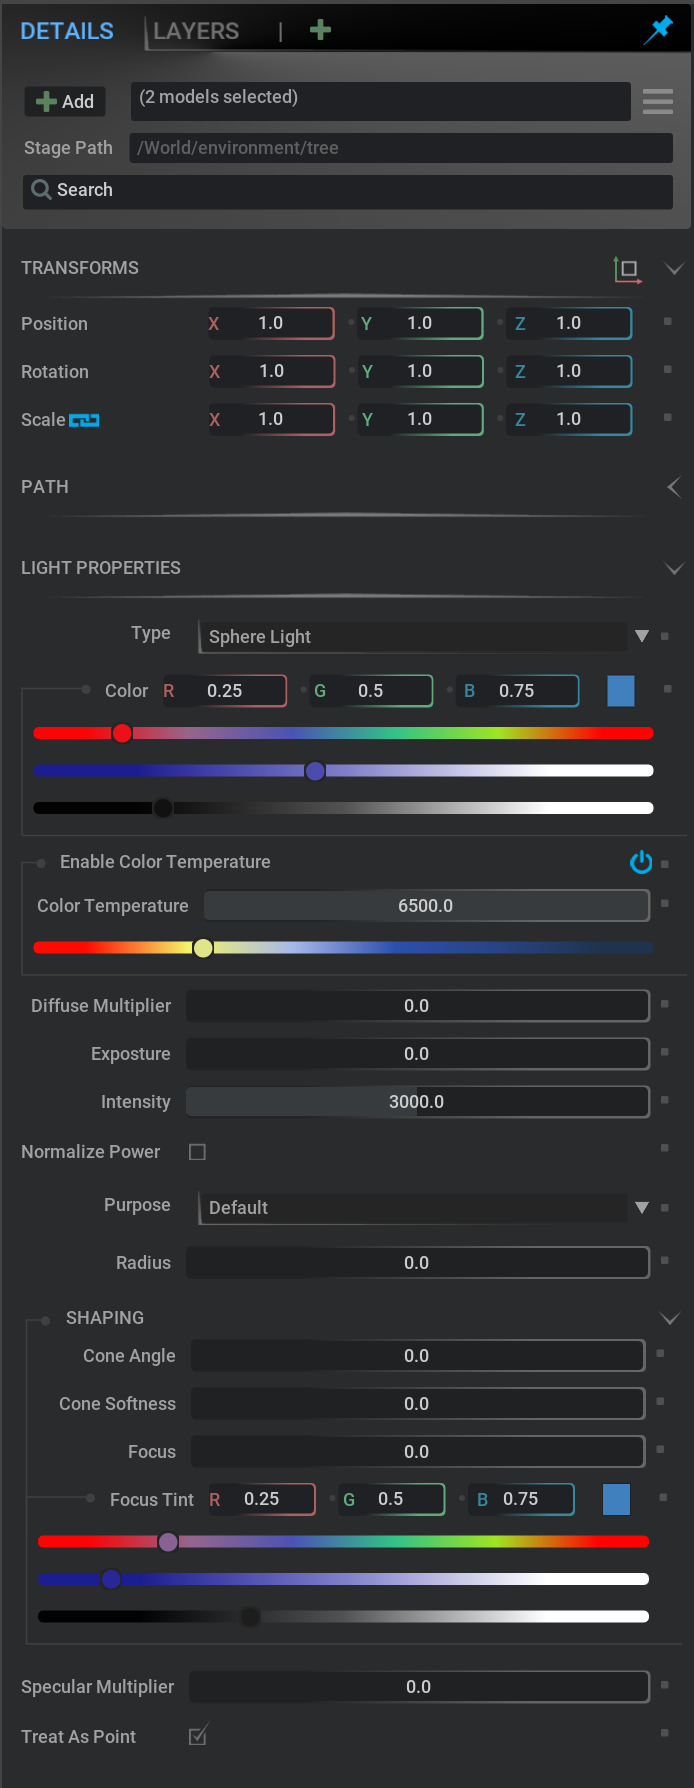 DETAILS LAYERS |
Add (2 models selected)
Stage Path /World/environment/tree
Search
TRANSFORMS
Position X 1.0 Y 1.0 Z 1.0
Rotation X 1.0 Y 1.0 Z 1.0
Scale X 1.0 Y 1.0 Z 1.0
PATH
LIGHT PROPERTIES
Type Sphere Light
Color R 0.25 G 0.5 B 0.75
Enable Color Temperature
Color Temperature 6500.0
Diffuse Multiplier 0.0
Exposure 0.0
Intensity 3000.0
Normalize Power
Purpose Default
Radius 0.0
SHAPING
Cone Angle 0.0
Cone Softness 0.0
Focus 0.0
Focus Tint R 0.25 G 0.5 B 0.75
Specular Multiplier 0.0
Treat As Point